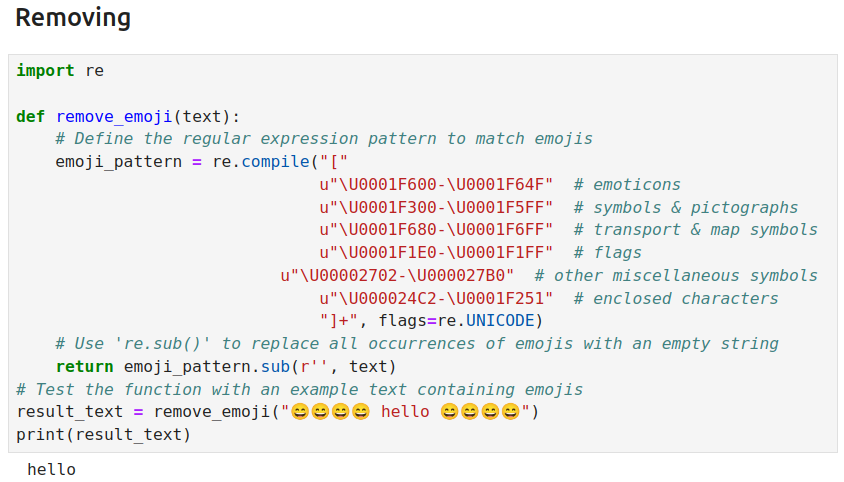 Removing
import re
def remove_emoji(text):
    # Define the regular expression pattern to match emojis
    emoji_pattern = re.compile("["
                               u"\U0001F600-\U0001F64F"  # emoticons
                               u"\U0001F300-\U0001F5FF"  # symbols & pictographs
                               u"\U0001F680-\U0001F6FF"  # transport & map symbols
                               u"\U0001F1E0-\U0001F1FF"  # flags
                           u"\U00002702-\U000027B0"  # other miscellaneous symbols
                               u"\U000024C2-\U0001F251"  # enclosed characters
                               "]+", flags=re.UNICODE)
    # Use 're.sub()' to replace all occurrences of emojis with an empty string
    return emoji_pattern.sub(r'', text)
# Test the function with an example text containing emojis
result_text = remove_emoji("😄😄😄😄 hello 😄😄😄😄")
print(result_text)
 hello